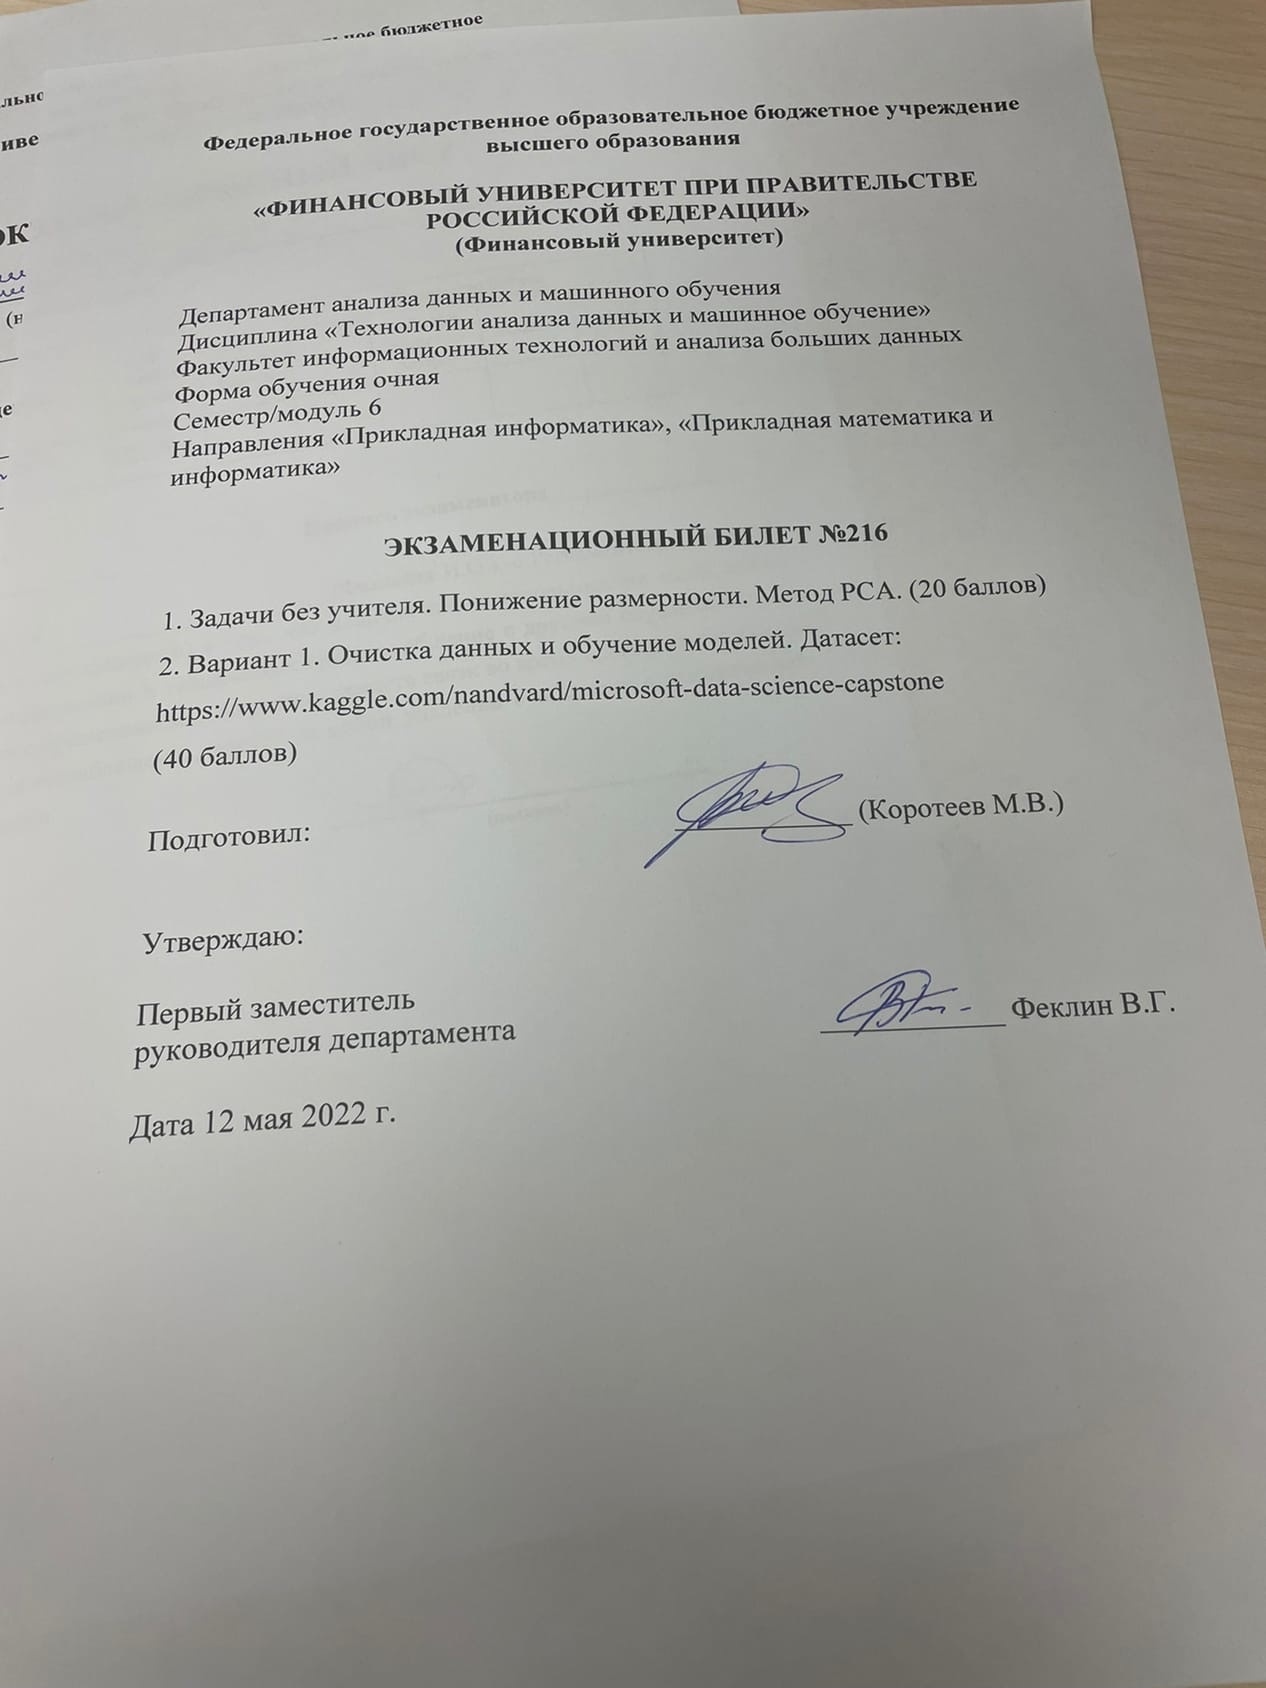 ное бюджетное
льно
иве
ОК
(н
де
Федеральное государственное образовательное бюджетное учреждение
высшего образования
«ФИНАНСОВЫЙ УНИВЕРСИТЕТ ПРИ ПРАВИТЕЛЬСТВЕ
РОССИЙСКОЙ ФЕДЕРАЦИИ»
(Финансовый университет)
Департамент анализа данных и машинного обучения
Дисциплина «Технологии анализа данных и машинное обучение»
Факультет информационных технологий и анализа больших данных
Форма обучения очная
Семестр/модуль 6
Направления «Прикладная информатика», «Прикладная математика и
информатика»
ЭКЗАМЕНАЦИОННЫЙ БИЛЕТ №216
1. Задачи без учителя. Понижение размерности. Метод PCA. (20 баллов)
2. Вариант 1. Очистка данных и обучение моделей. Датасет:
https://www.kaggle.com/nandvard/microsoft-data-science-capstone
(40 баллов)
Подготовил: (Коротеев М.В.)
Утверждаю:
Первый заместитель
руководителя департамента Феклин В.Г.
Дата 12 мая 2022 г.